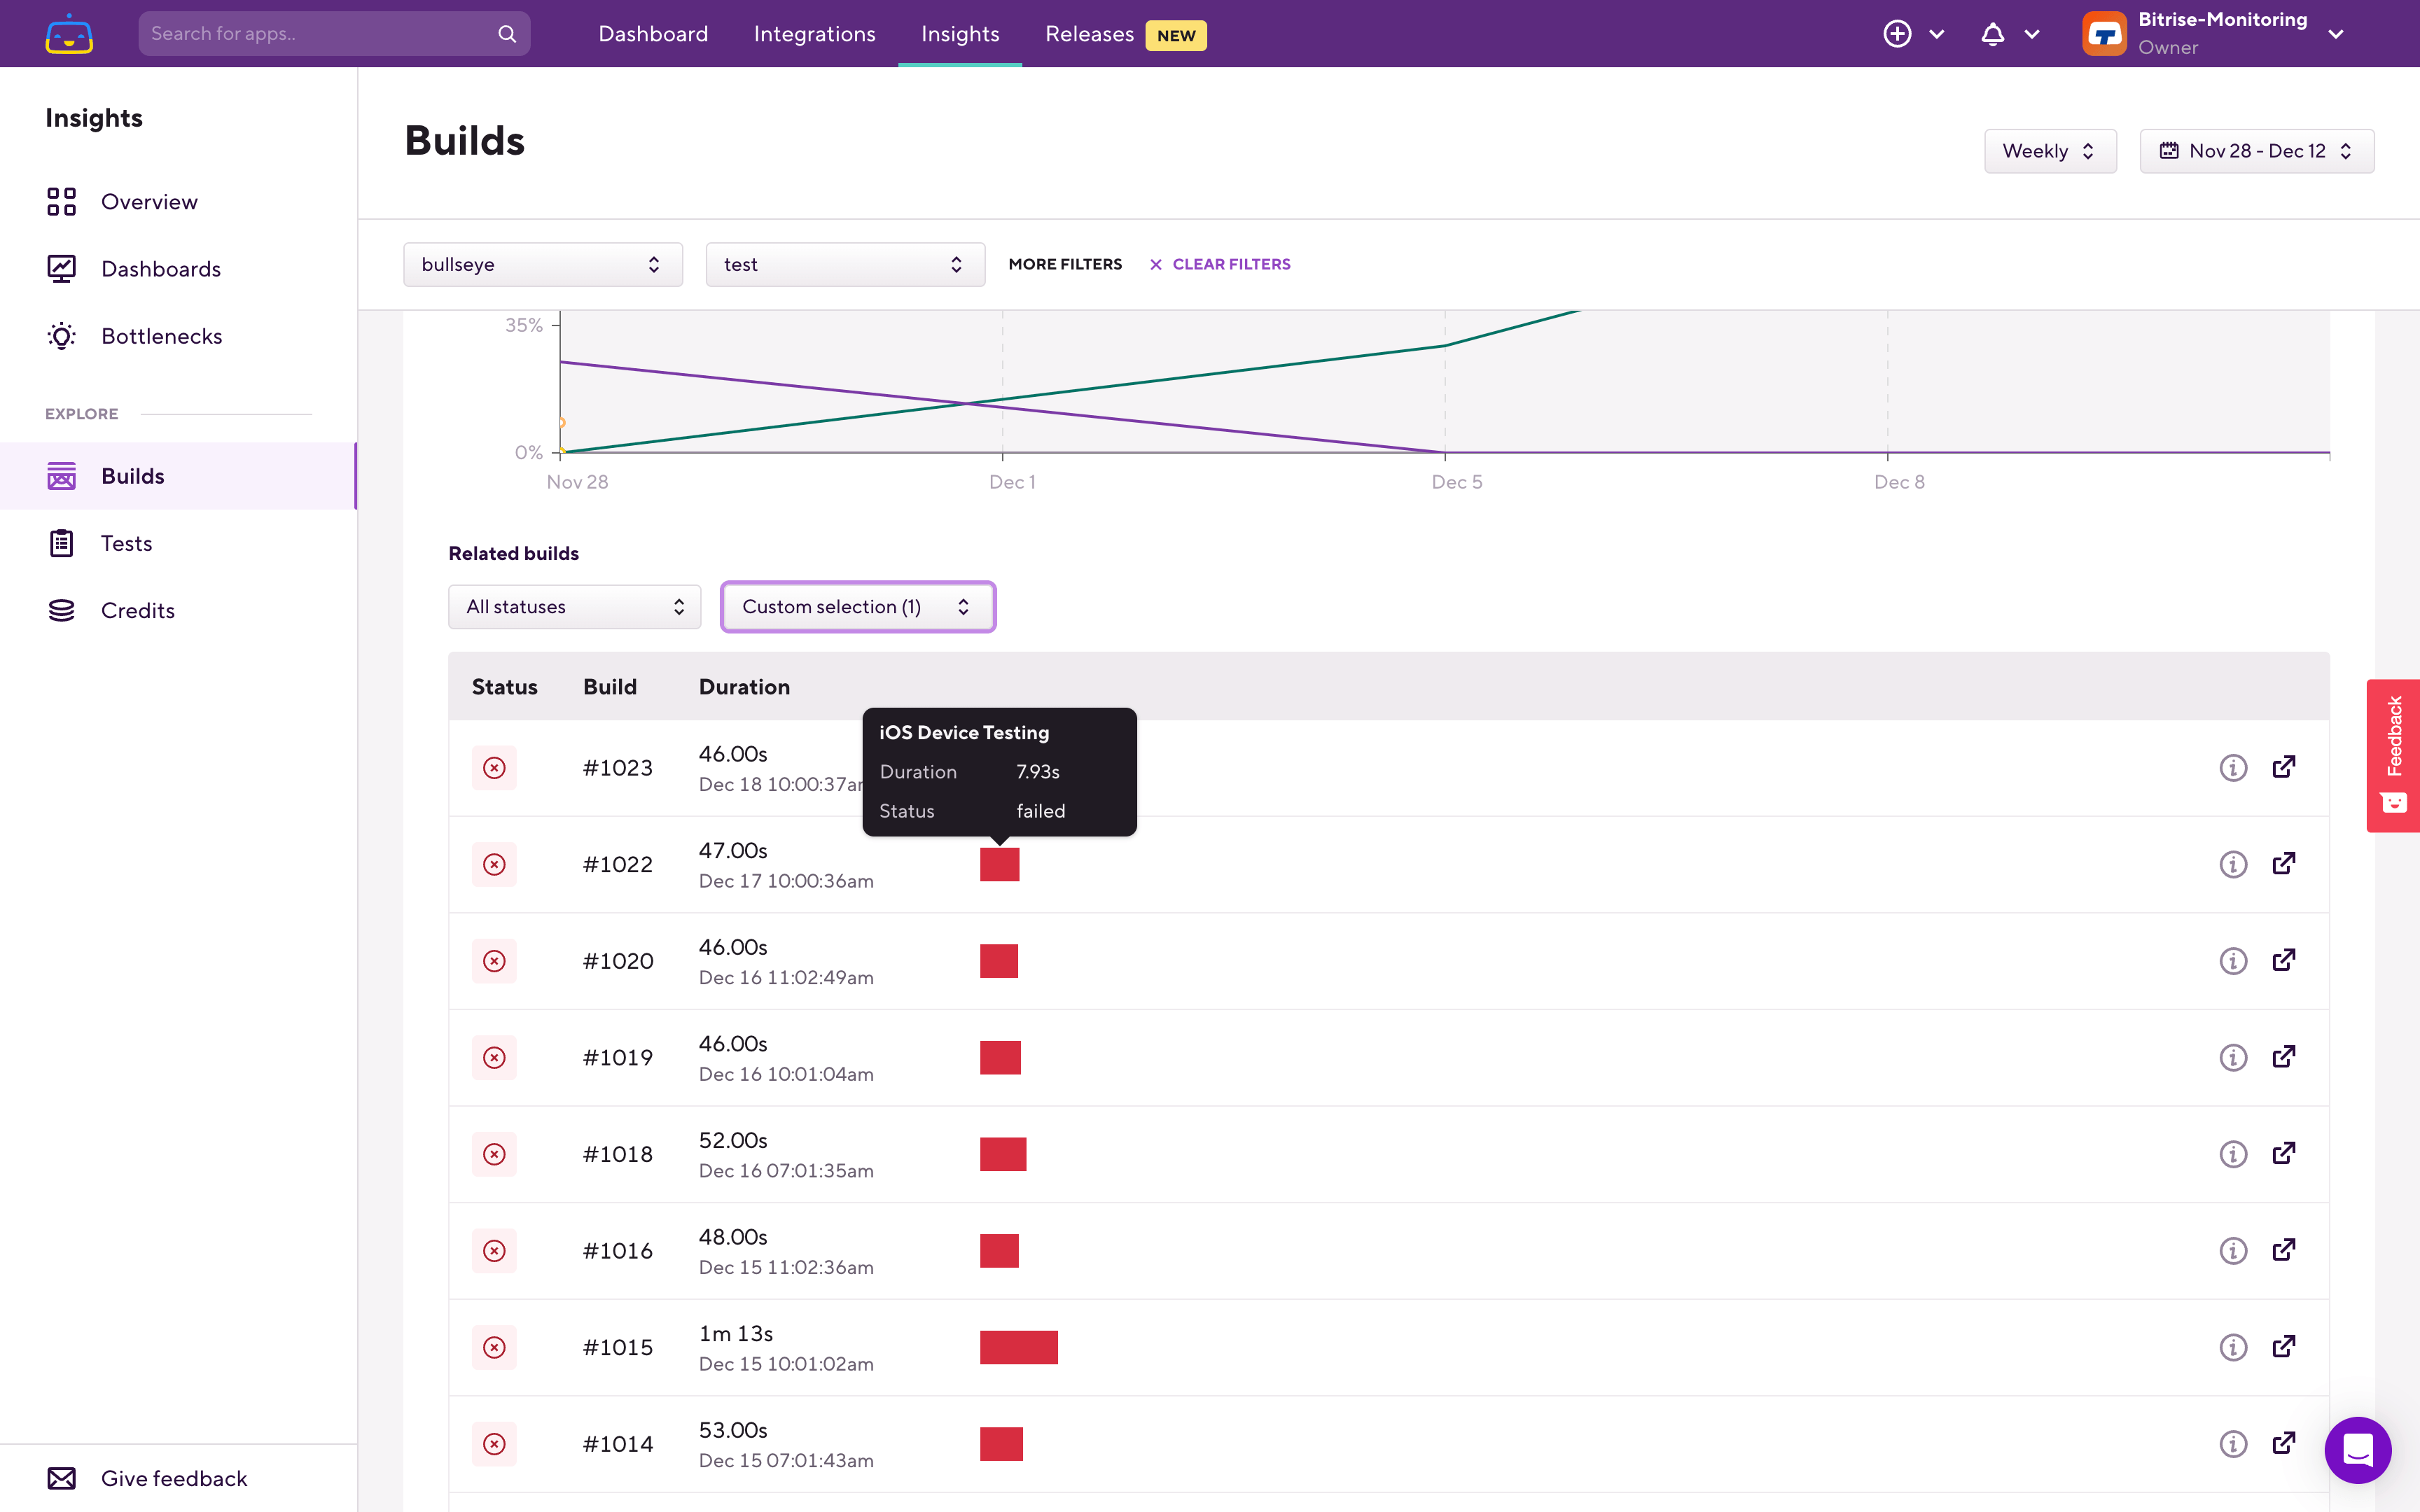 Search for apps..
Dashboard
Integrations
Insights
Releases NEW
Bitrise-Monitoring
Owner
Insights
Overview
Dashboards
Bottlenecks
EXPLORE
Builds
Tests
Credits
Give feedback
Builds
Weekly
Nov 28 - Dec 12
bullseye
test
MORE FILTERS
CLEAR FILTERS
35%
0%
Nov 28
Dec 1
Dec 5
Dec 8
Related builds
All statuses
Custom selection (1)
Status Build Duration
iOS Device Testing
Duration 7.93s
Status failed
#1023
46.00s
Dec 18 10:00:37am
#1022
47.00s
Dec 17 10:00:36am
#1020
46.00s
Dec 16 11:02:49am
#1019
46.00s
Dec 16 10:01:04am
#1018
52.00s
Dec 16 07:01:35am
#1016
48.00s
Dec 15 11:02:36am
#1015
1m 13s
Dec 15 10:01:02am
#1014
53.00s
Dec 15 07:01:43am
Feedback